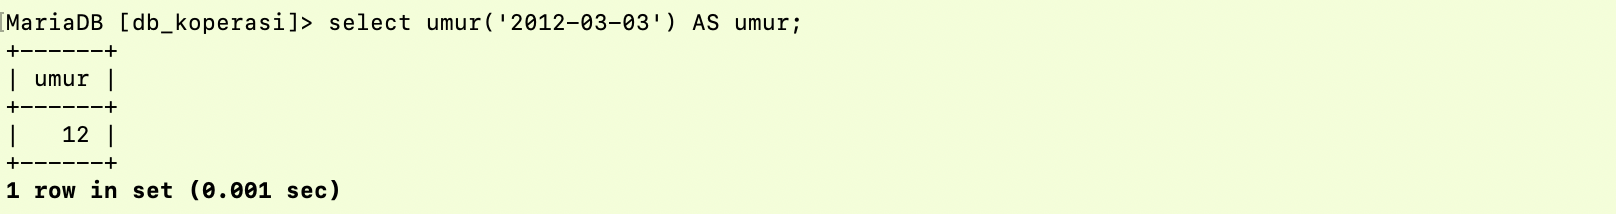 [MariaDB [db_koperasi]> select umur('2012-03-03') AS umur;
+------+
| umur |
+------+
|   12 |
+------+
1 row in set (0.001 sec)